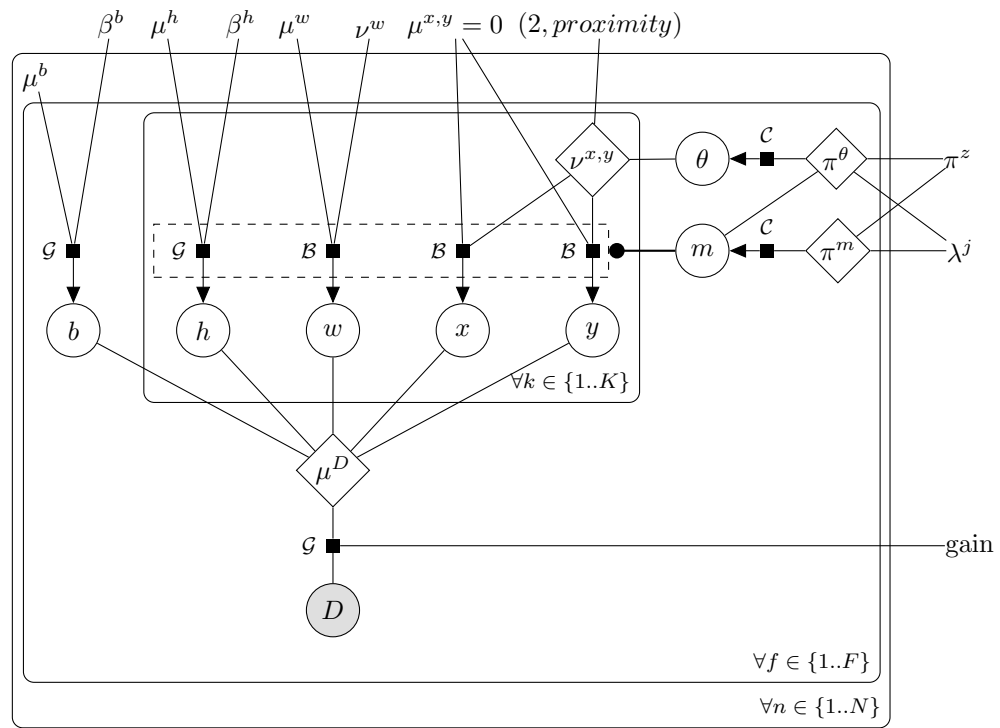 β^b μ^h β^h μ^w ν^w μ^{x,y} = 0 (2, proximity)
μ^b
C
ν^{x,y} θ π^θ π^z
C
G G B B B m π^m λ^j
b h w x y
∀k ∈ {1..K}
μ^D
G gain
D
∀f ∈ {1..F}
∀n ∈ {1..N}